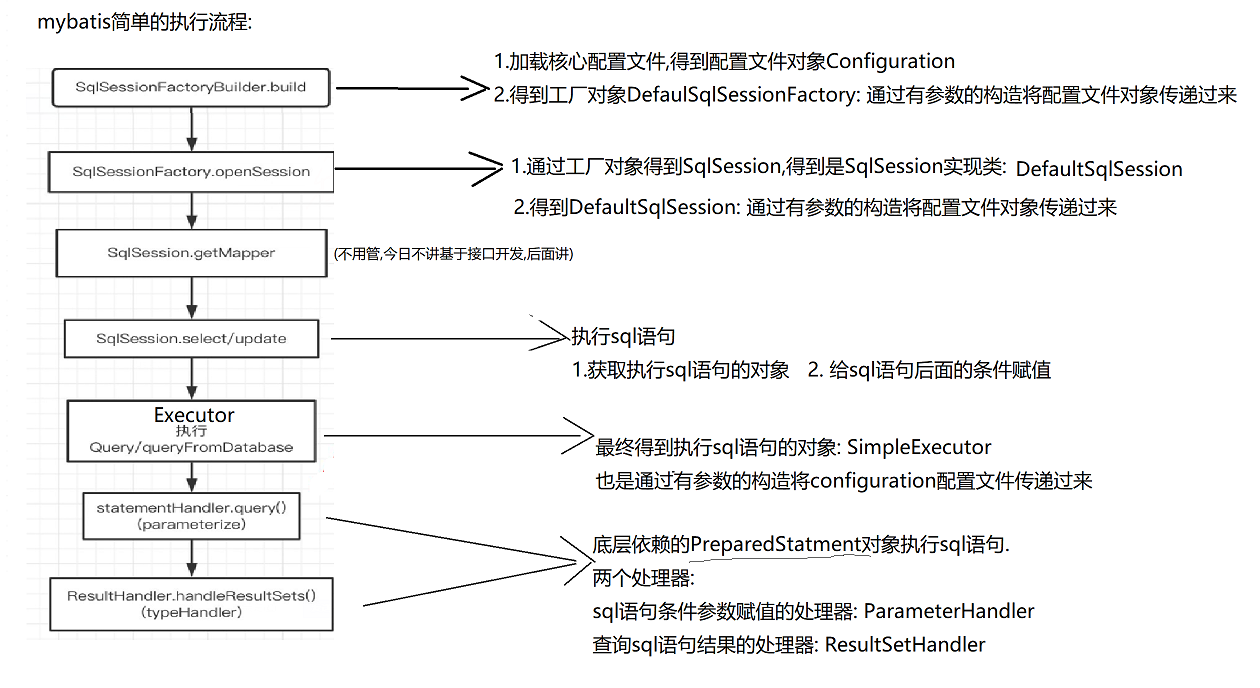 mybatis简单的执行流程:
SqlSessionFactoryBuilder.build
1.加载核心配置文件,得到配置文件对象Configuration
2.得到工厂对象DefaulSqlSessionFactory: 通过有参数的构造将配置文件对象传递过来
SqlSessionFactory.openSession
1.通过工厂对象得到SqlSession,得到是SqlSession实现类: DefaultSqlSession
2.得到DefaultSqlSession: 通过有参数的构造将配置文件对象传递过来
SqlSession.getMapper
(不用管,今日不讲基于接口开发,后面讲)
SqlSession.select/update
执行sql语句
1.获取执行sql语句的对象 2. 给sql语句后面的条件赋值
Executor
执行
Query/queryFromDatabase
最终得到执行sql语句的对象: SimpleExecutor
也是通过有参数的构造将configuration配置文件传递过来
statementHandler.query()
(parameterize)
底层依赖的PreparedStatment对象执行sql语句.
两个处理器:
sql语句条件参数赋值的处理器: ParameterHandler
查询sql语句结果的处理器: ResultSetHandler
ResultHandler.handleResultSets()
(typeHandler)